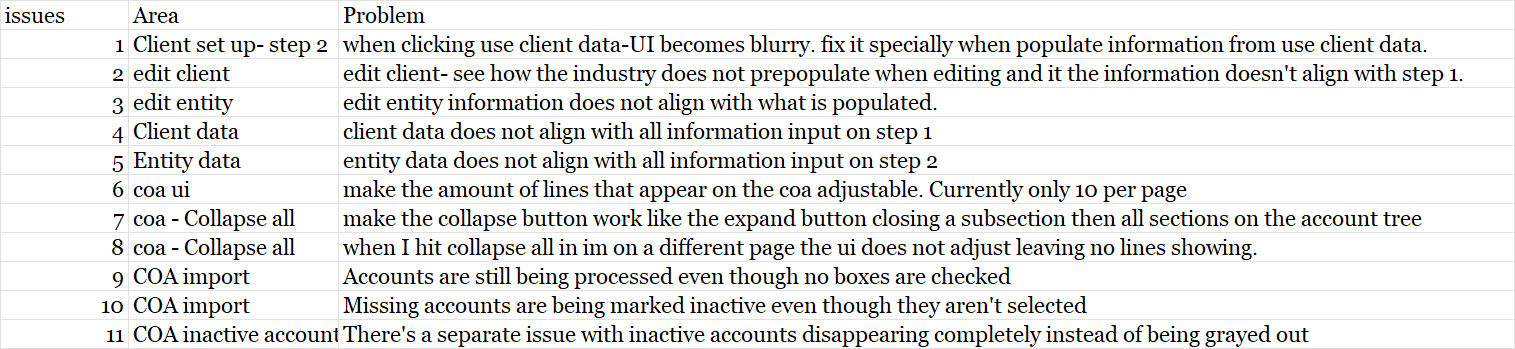 issues Area Problem
1 Client set up- step 2 when clicking use client data-UI becomes blurry. fix it specially when populate information from use client data.
2 edit client edit client- see how the industry does not prepopulate when editing and it the information doesn't align with step 1.
3 edit entity edit entity information does not align with what is populated.
4 Client data client data does not align with all information input on step 1
5 Entity data entity data does not align with all information input on step 2
6 coa ui make the amount of lines that appear on the coa adjustable. Currently only 10 per page
7 coa - Collapse all make the collapse button work like the expand button closing a subsection then all sections on the account tree
8 coa - Collapse all when I hit collapse all in im on a different page the ui does not adjust leaving no lines showing.
9 COA import Accounts are still being processed even though no boxes are checked
10 COA import Missing accounts are being marked inactive even though they aren't selected
11 COA inactive account There's a separate issue with inactive accounts disappearing completely instead of being grayed out